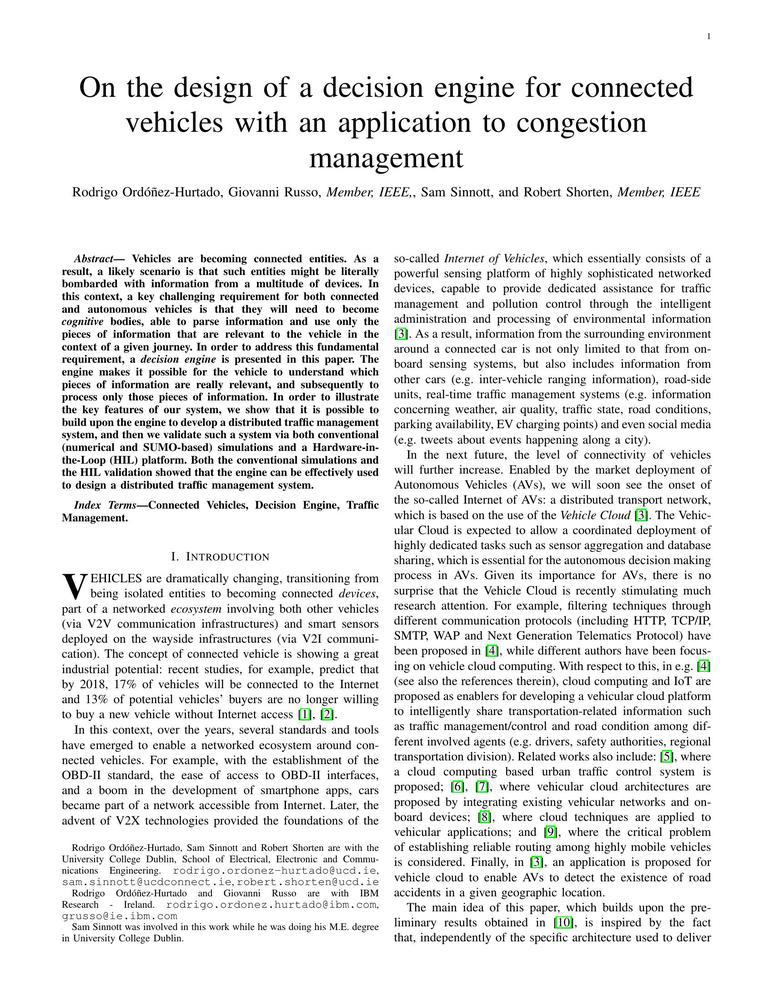 1
On the design of a decision engine for connected
vehicles with an application to congestion
management
Rodrigo Ordóñez-Hurtado, Giovanni Russo, Member, IEEE,, Sam Sinnott, and Robert Shorten, Member, IEEE
Abstract— Vehicles are becoming connected entities. As a
result, a likely scenario is that such entities might be literally
bombarded with information from a multitude of devices. In
this context, a key challenging requirement for both connected
and autonomous vehicles is that they will need to become
cognitive bodies, able to parse information and use only the
pieces of information that are relevant to the vehicle in the
context of a given journey. In order to address this fundamental
requirement, a decision engine is presented in this paper. The
engine makes it possible for the vehicle to understand which
pieces of information are really relevant, and subsequently to
process only those pieces of information. In order to illustrate
the key features of our system, we show that it is possible to
build upon the engine to develop a distributed traffic management
system, and then we validate such a system via both conventional
(numerical and SUMO-based) simulations and a Hardware-in-
the-Loop (HIL) platform. Both the conventional simulations and
the HIL validation showed that the engine can be effectively used
to design a distributed traffic management system.
Index Terms—Connected Vehicles, Decision Engine, Traffic
Management.
I. INTRODUCTION
VEHICLES are dramatically changing, transitioning from
being isolated entities to becoming connected devices,
part of a networked ecosystem involving both other vehicles
(via V2V communication infrastructures) and smart sensors
deployed on the wayside infrastructures (via V2I communi-
cation). The concept of connected vehicle is showing a great
industrial potential: recent studies, for example, predict that
by 2018, 17% of vehicles will be connected to the Internet
and 13% of potential vehicles' buyers are no longer willing
to buy a new vehicle without Internet access [1], [2].
In this context, over the years, several standards and tools
have emerged to enable a networked ecosystem around con-
nected vehicles. For example, with the establishment of the
OBD-II standard, the ease of access to OBD-II interfaces,
and a boom in the development of smartphone apps, cars
became part of a network accessible from Internet. Later, the
advent of V2X technologies provided the foundations of the
Rodrigo Ordóñez-Hurtado, Sam Sinnott and Robert Shorten are with the
University College Dublin, School of Electrical, Electronic and Commu-
nications Engineering. rodrigo.ordonez-hurtado@ucd.ie,
sam.sinnott@ucdconnect.ie,robert.shorten@ucd.ie
Rodrigo Ordóñez-Hurtado and Giovanni Russo are with IBM
Research - Ireland. rodrigo.ordonez.hurtado@ibm.com,
grusso@ie.ibm.com
Sam Sinnott was involved in this work while he was doing his M.E. degree
in University College Dublin.
so-called Internet of Vehicles, which essentially consists of a
powerful sensing platform of highly sophisticated networked
devices, capable to provide dedicated assistance for traffic
management and pollution control through the intelligent
administration and processing of environmental information
[3]. As a result, information from the surrounding environment
around a connected car is not only limited to that from on-
board sensing systems, but also includes information from
other cars (e.g. inter-vehicle ranging information), road-side
units, real-time traffic management systems (e.g. information
concerning weather, air quality, traffic state, road conditions,
parking availability, EV charging points) and even social media
(e.g. tweets about events happening along a city).
In the next future, the level of connectivity of vehicles
will further increase. Enabled by the market deployment of
Autonomous Vehicles (AVs), we will soon see the onset of
the so-called Internet of AVs: a distributed transport network,
which is based on the use of the Vehicle Cloud [3]. The Vehic-
ular Cloud is expected to allow a coordinated deployment of
highly dedicated tasks such as sensor aggregation and database
sharing, which is essential for the autonomous decision making
process in AVs. Given its importance for AVs, there is no
surprise that the Vehicle Cloud is recently stimulating much
research attention. For example, filtering techniques through
different communication protocols (including HTTP, TCP/IP,
SMTP, WAP and Next Generation Telematics Protocol) have
been proposed in [4], while different authors have been focus-
ing on vehicle cloud computing. With respect to this, in e.g. [4]
(see also the references therein), cloud computing and IoT are
proposed as enablers for developing a vehicular cloud platform
to intelligently share transportation-related information such
as traffic management/control and road condition among dif-
ferent involved agents (e.g. drivers, safety authorities, regional
transportation division). Related works also include: [5], where
a cloud computing based urban traffic control system is
proposed; [6], [7], where vehicular cloud architectures are
proposed by integrating existing vehicular networks and on-
board devices; [8], where cloud techniques are applied to
vehicular applications; and [9], where the critical problem
of establishing reliable routing among highly mobile vehicles
is considered. Finally, in [3], an application is proposed for
vehicle cloud to enable AVs to detect the existence of road
accidents in a given geographic location.
The main idea of this paper, which builds upon the pre-
liminary results obtained in [10], is inspired by the fact
that, independently of the specific architecture used to deliver